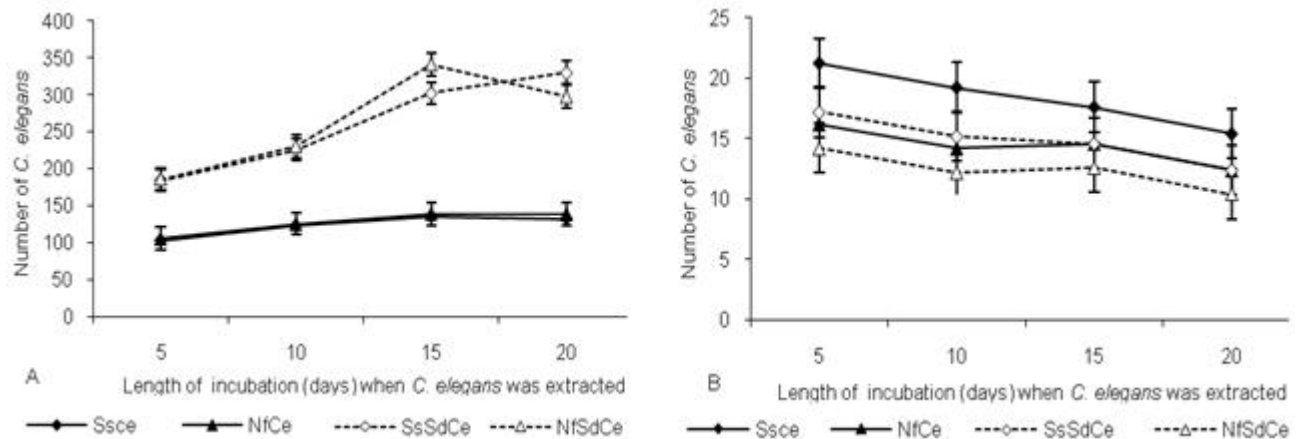 400
350
300
250
200
150
100
50
0
Number of C. elegans
5 10 15 20
A
Length of incubation (days) when C. elegans was extracted
Ssce NfCe SsSdCe NfSdCe
25
20
15
10
5
0
Number of C. elegans
5 10 15 20
B
Length of incubation (days) when C. elegans was extracted
Ssce NfCe SsSdCe NfSdCe